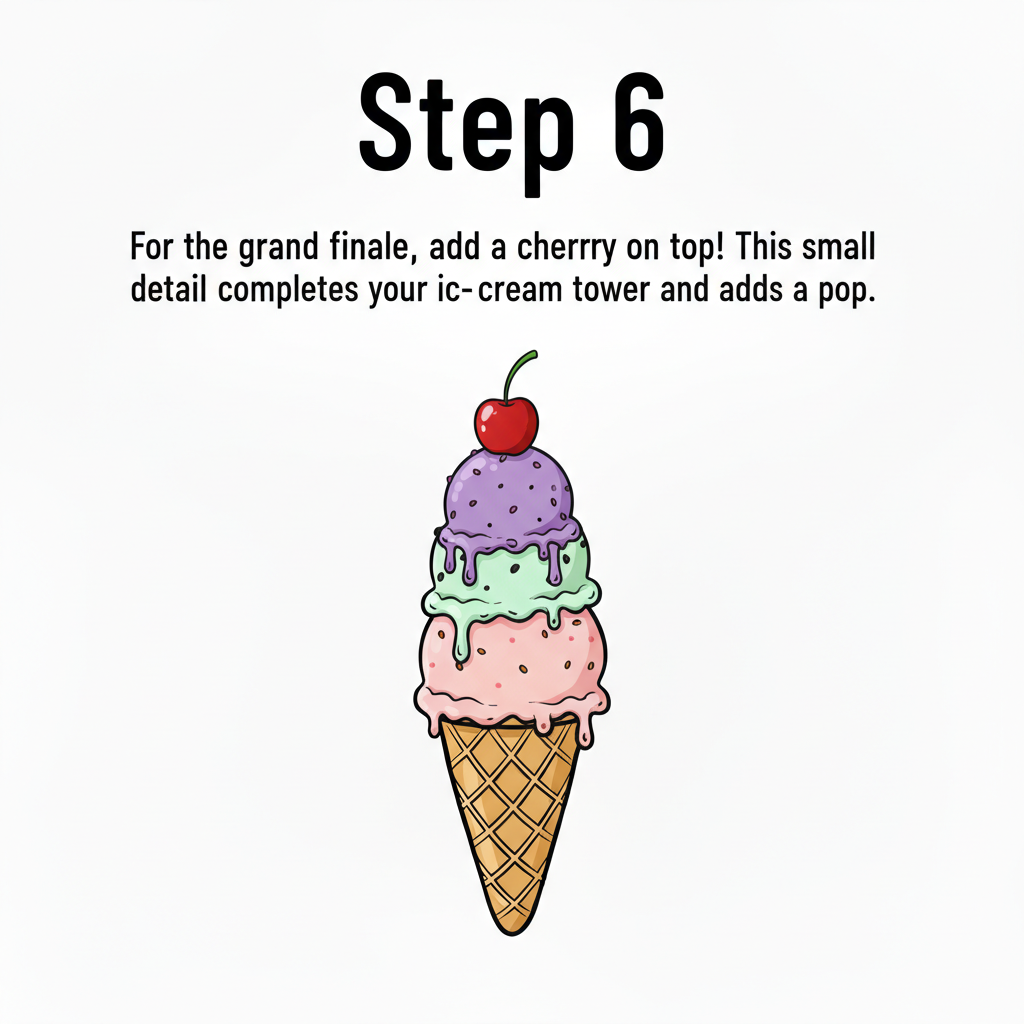 Step 6
For the grand finale, add a cherrry on top! This small
detail completes your ic-cream tower and adds a pop.